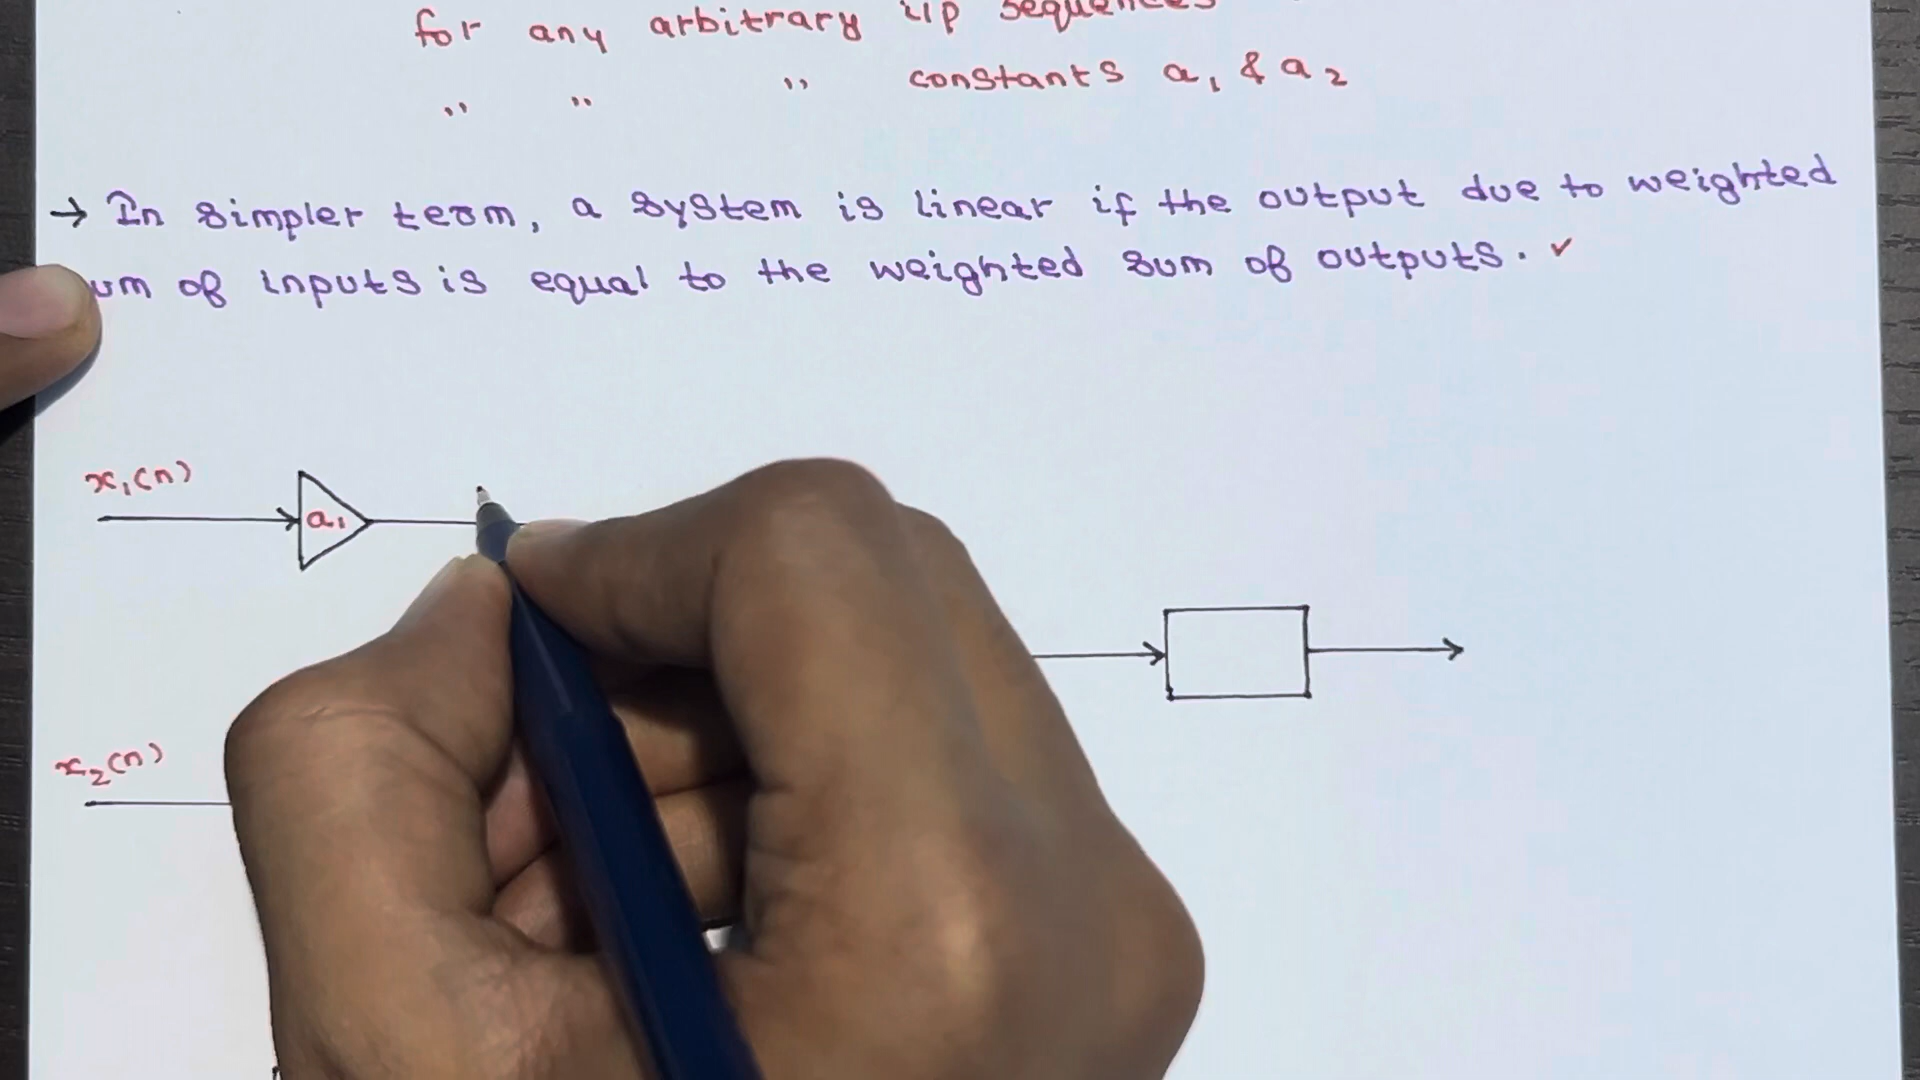 for any arbitrary i/p sequences
,, ,, ,, constants a1 & a2
→ In simpler term, a system is linear if the output due to weighted
um of inputs is equal to the weighted sum of outputs. ✓
x1(n)
a1
x2(n)